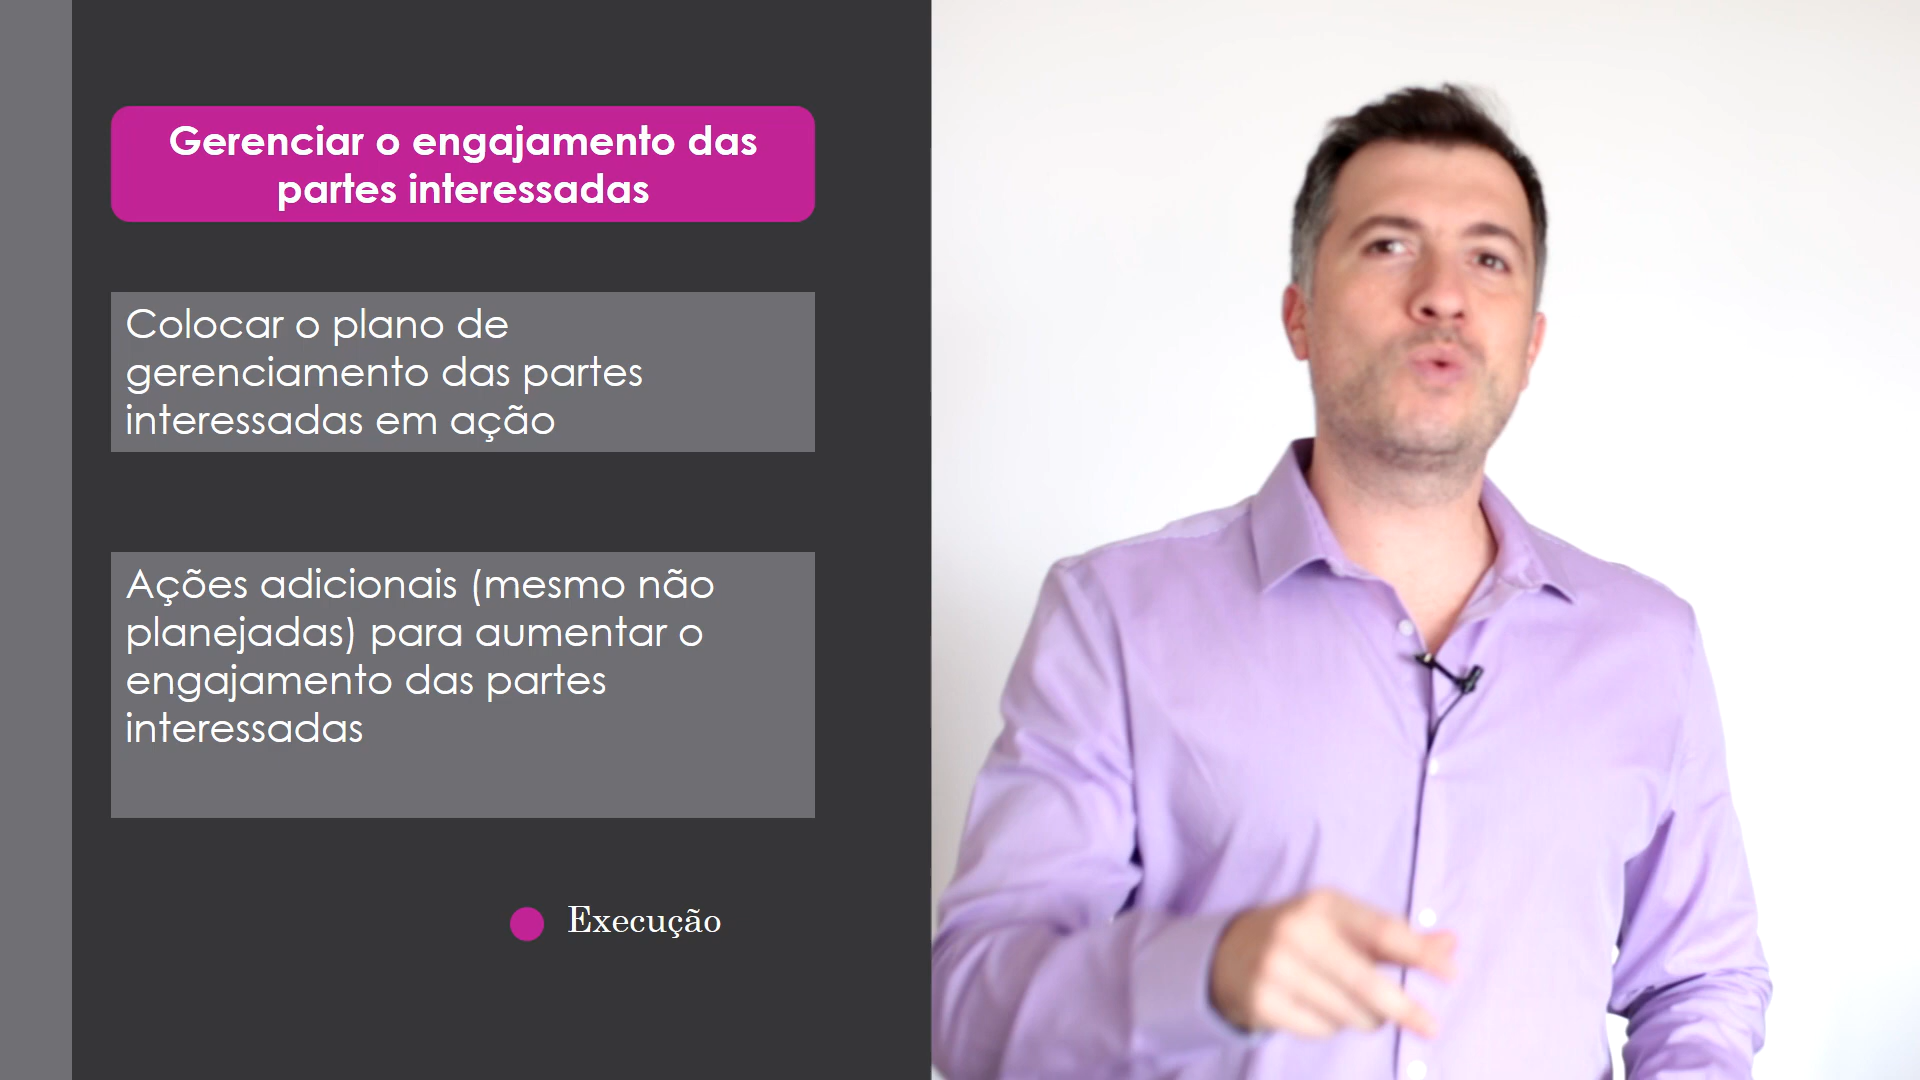 Gerenciar o engajamento das
partes interessadas
Colocar o plano de
gerenciamento das partes
interessadas em ação
Ações adicionais (mesmo não
planejadas) para aumentar o
engajamento das partes
interessadas
Execução